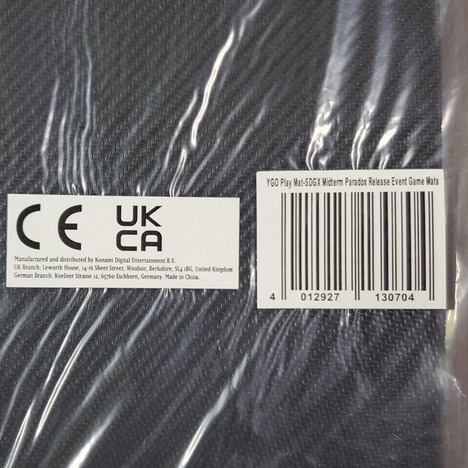 CE
UK
CA
Manufactured and distributed by Konami Digital Entertainment B.V.
UK Branch: Leworth House, 14-16 Sheet Street, Windsor, Berkshire, SL4 1BG, United Kingdom
German Branch: Koelner Strasse 12, 65760 Eschborn, Germany. Made in China.
YGO Play Mat-SDGX Midterm Paradox Release Event Game Mats
4 012927 130704